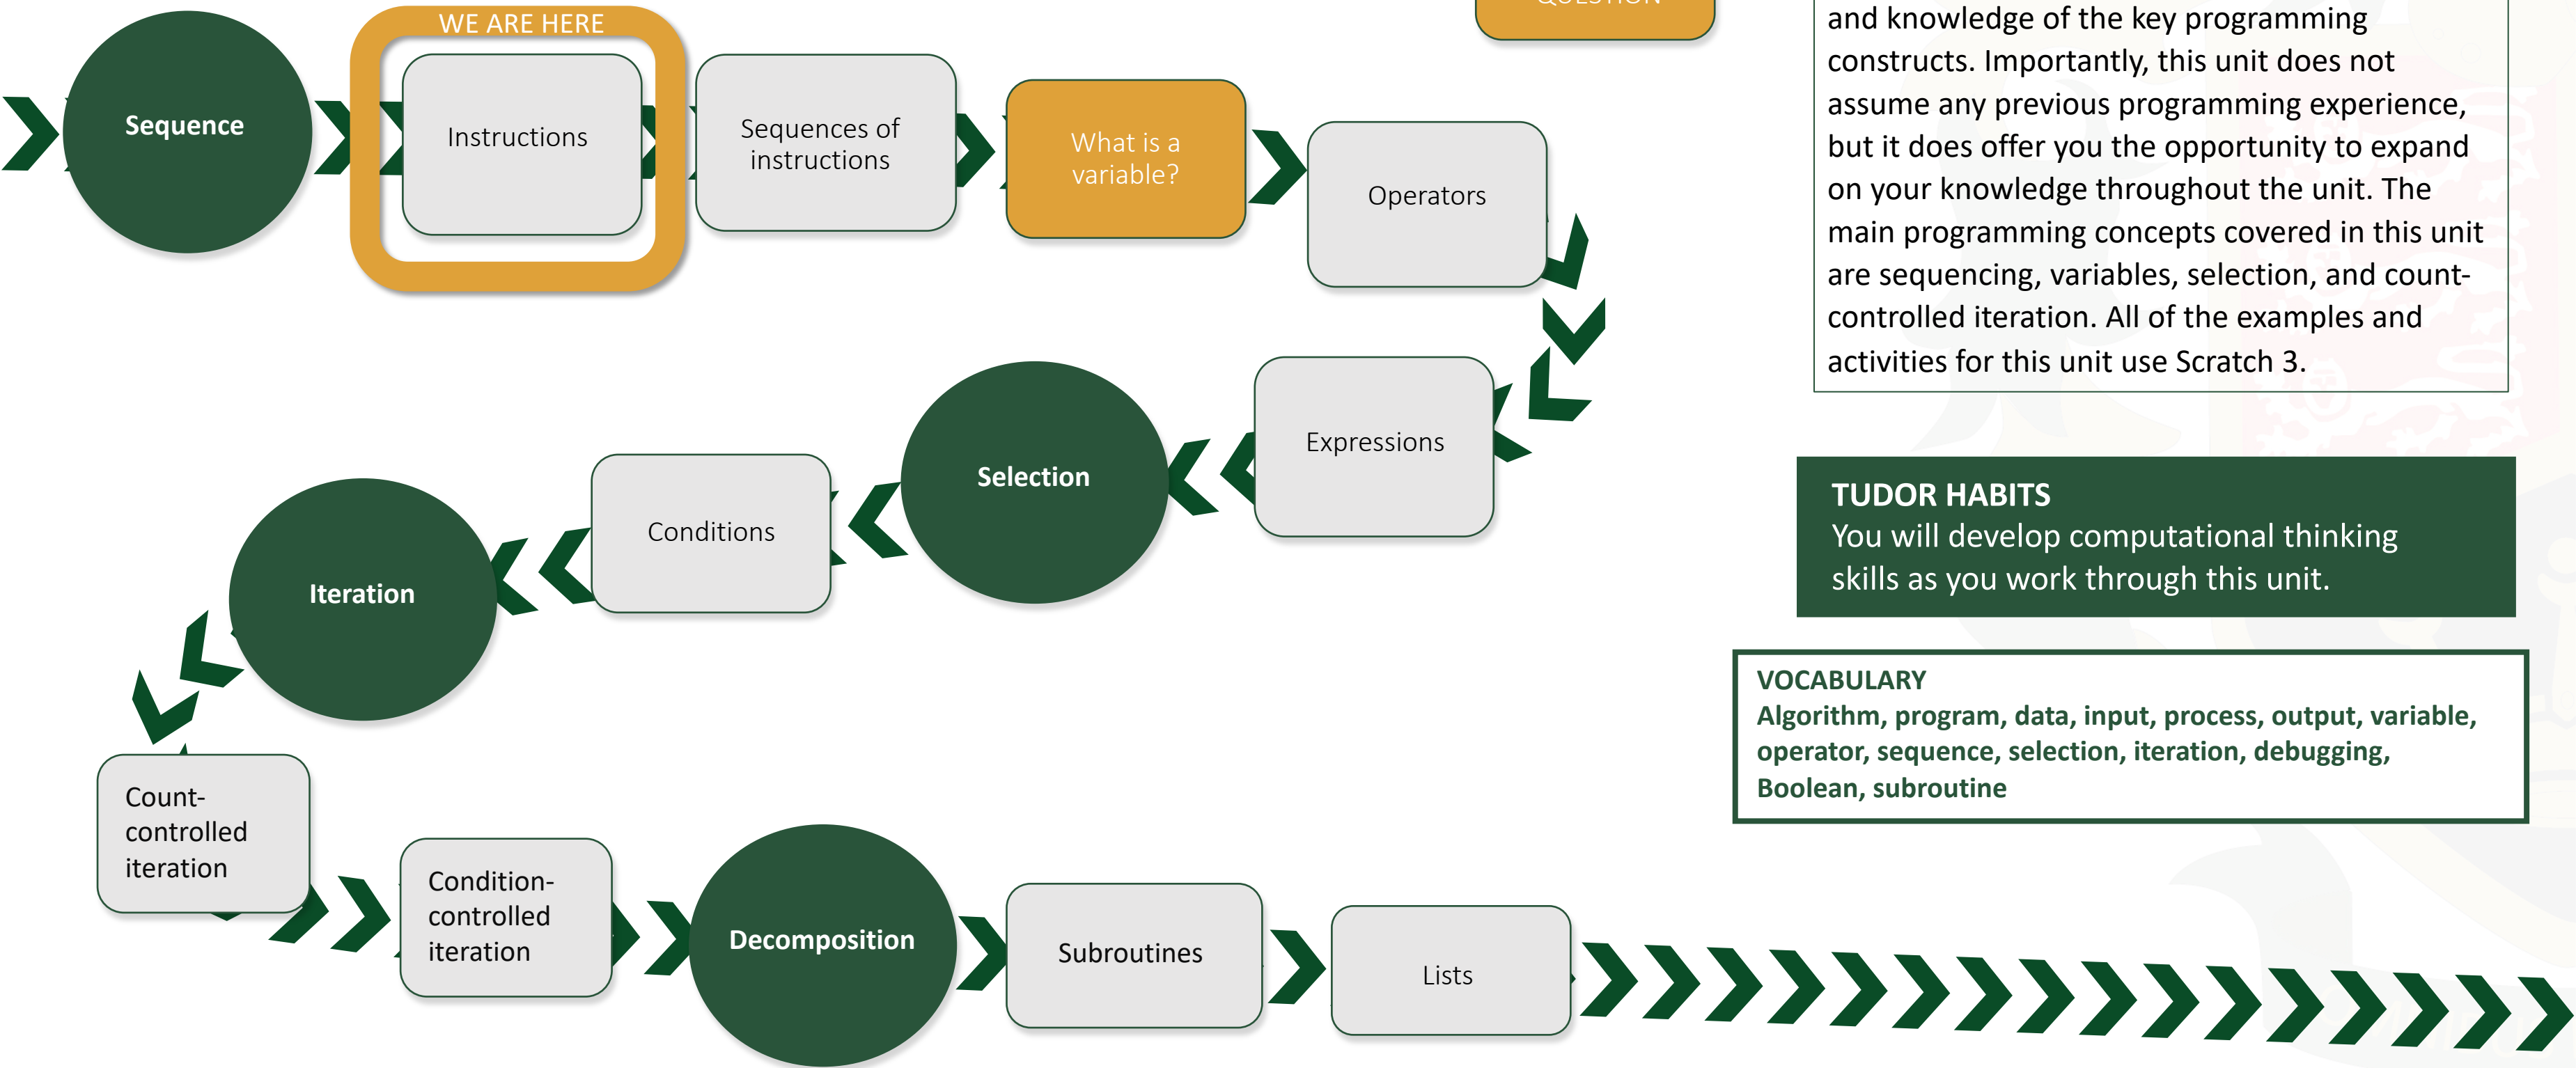 WE ARE HERE
Sequence
Instructions
Sequences of
instructions
What is a
variable?
Operators
Expressions
Selection
Conditions
Iteration
Count-
controlled
iteration
Condition-
controlled
iteration
Decomposition
Subroutines
Lists
QUESTION
and knowledge of the key programming
constructs. Importantly, this unit does not
assume any previous programming experience,
but it does offer you the opportunity to expand
on your knowledge throughout the unit. The
main programming concepts covered in this unit
are sequencing, variables, selection, and count-
controlled iteration. All of the examples and
activities for this unit use Scratch 3.
TUDOR HABITS
You will develop computational thinking
skills as you work through this unit.
VOCABULARY
Algorithm, program, data, input, process, output, variable,
operator, sequence, selection, iteration, debugging,
Boolean, subroutine